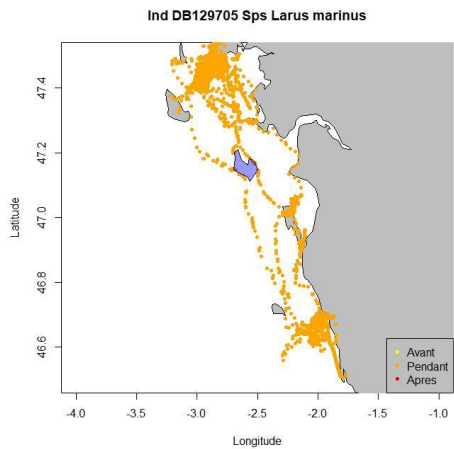 Ind DB129705 Sps Larus marinus
47.4
47.2
47.0
46.8
46.6
Latitude
Avant
Pendant
Apres
-4.0 -3.5 -3.0 -2.5 -2.0 -1.5 -1.0
Longitude